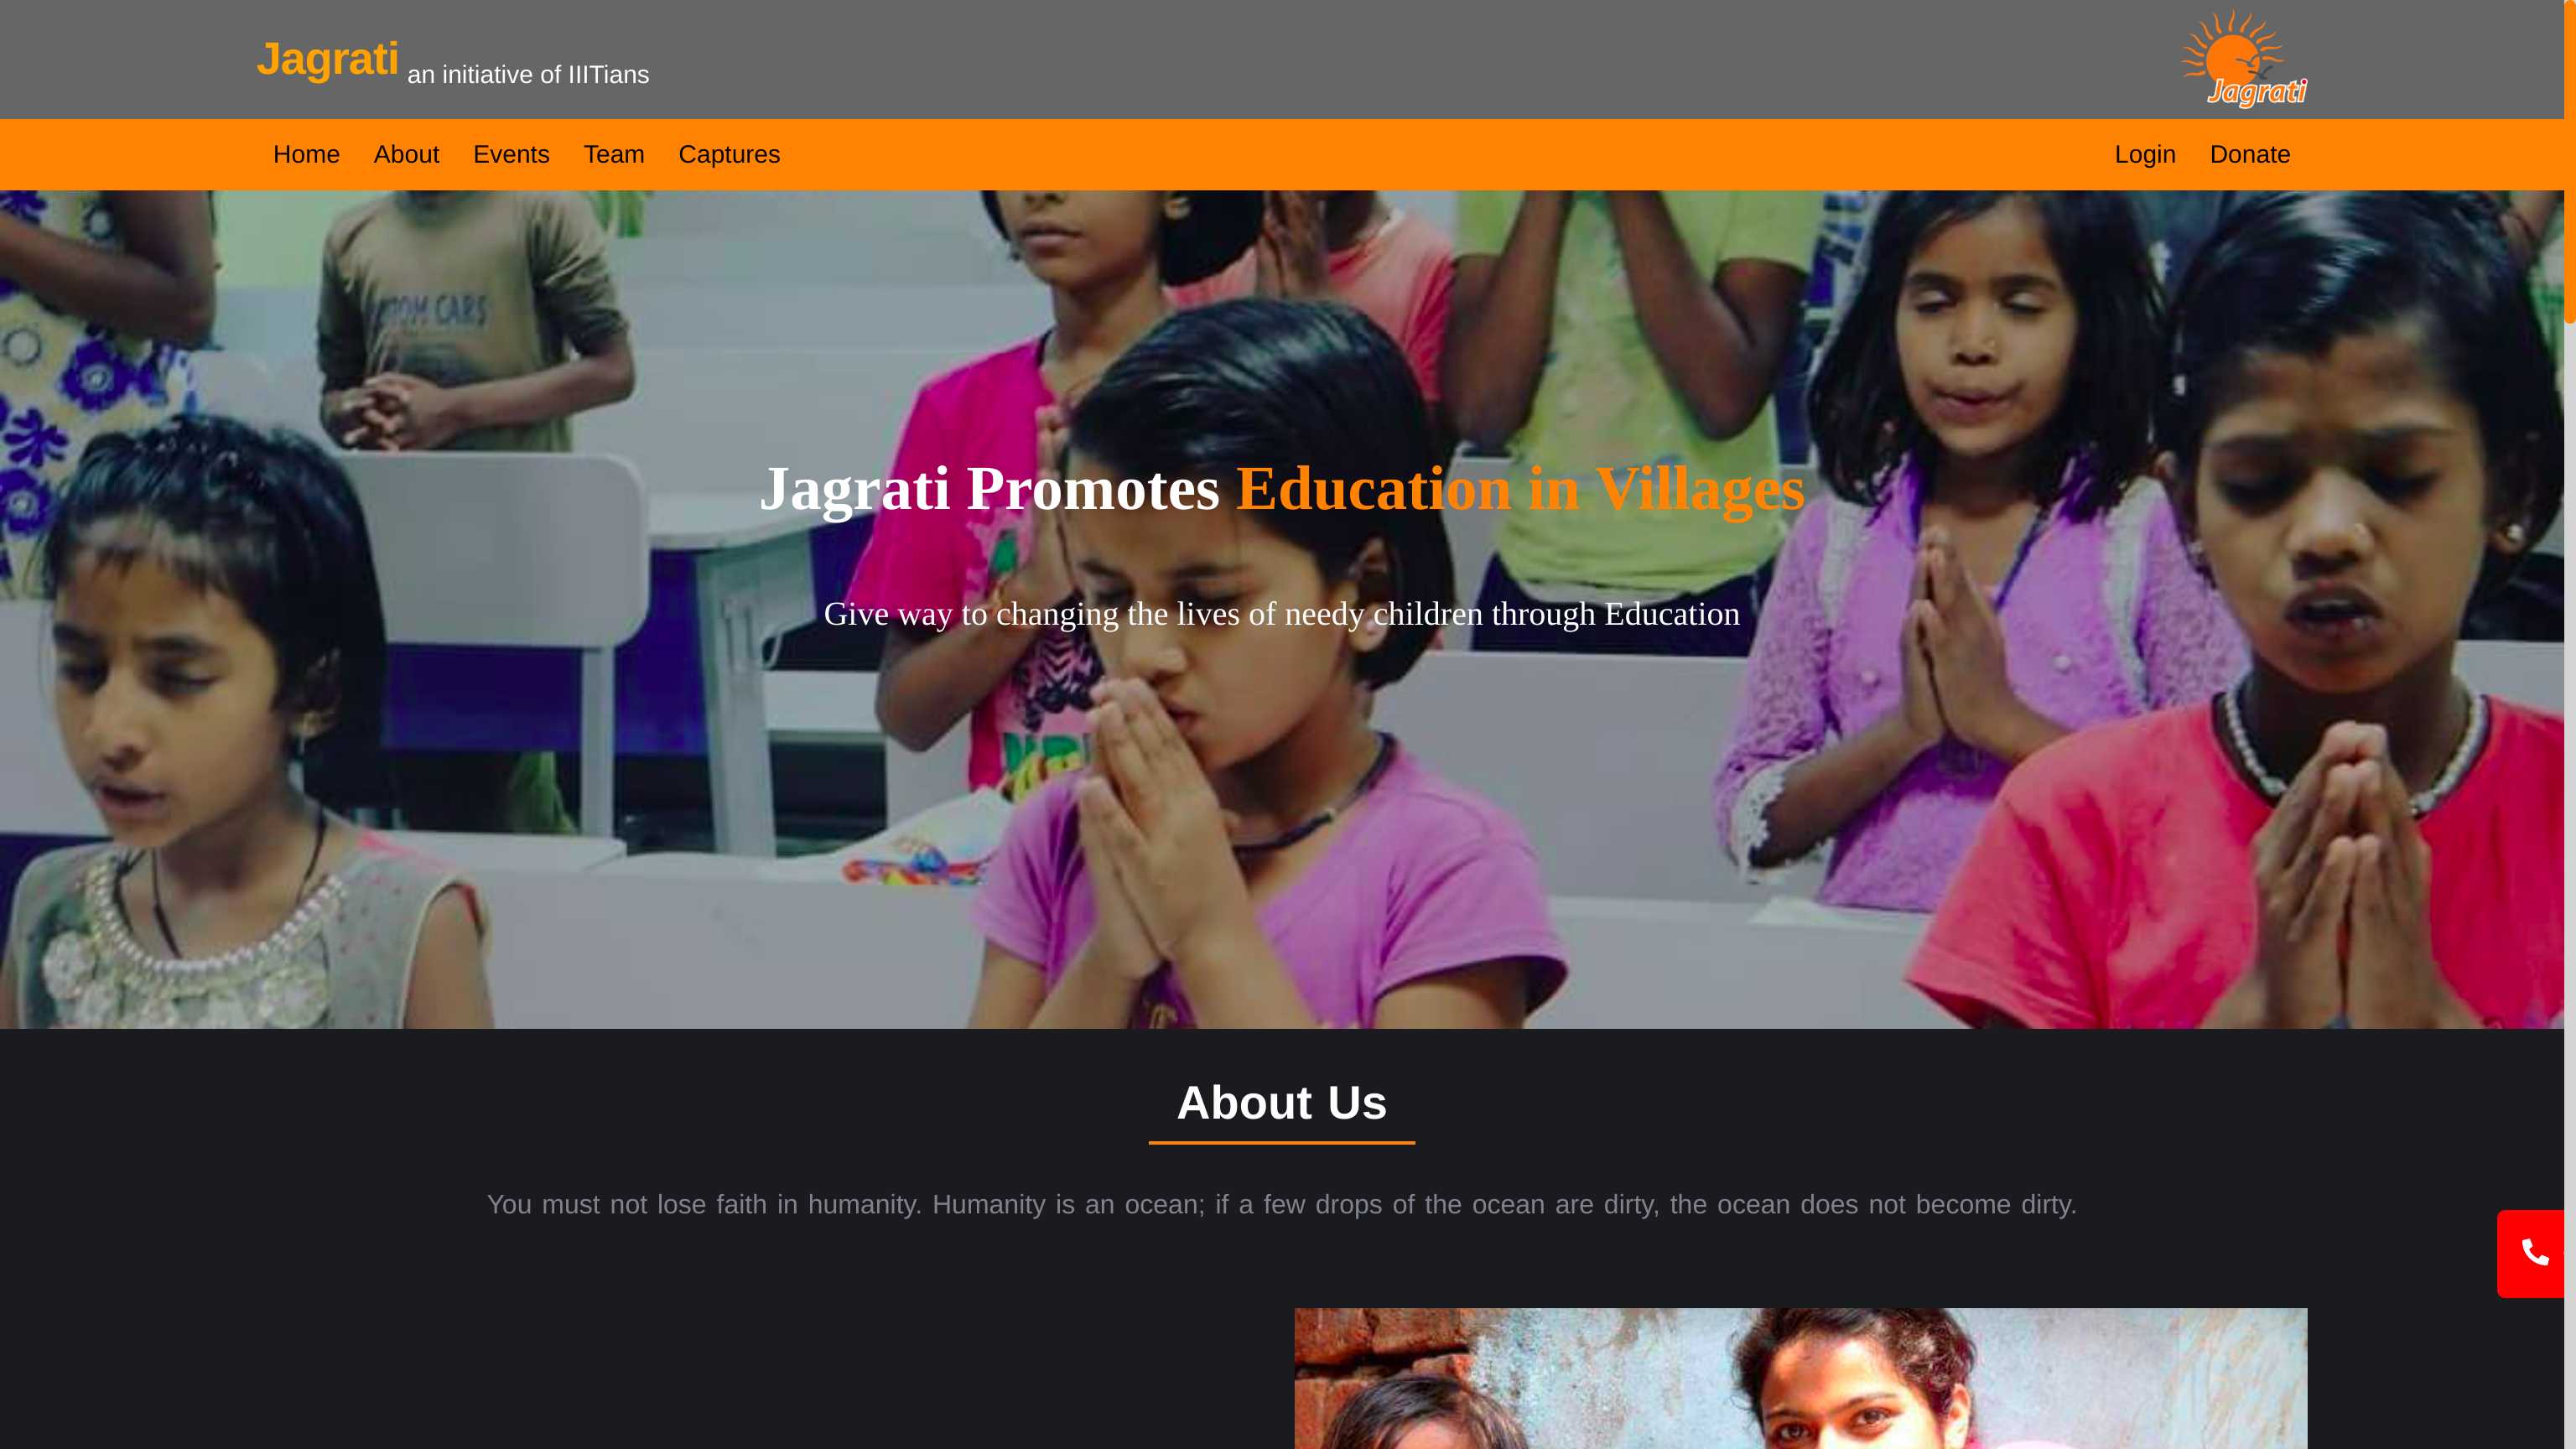 Jagrati an initiative of IIITians
Jagrati
Home About Events Team Captures Login Donate
Jagrati Promotes Education in Villages
Give way to changing the lives of needy children through Education
About Us
You must not lose faith in humanity. Humanity is an ocean; if a few drops of the ocean are dirty, the ocean does not become dirty.